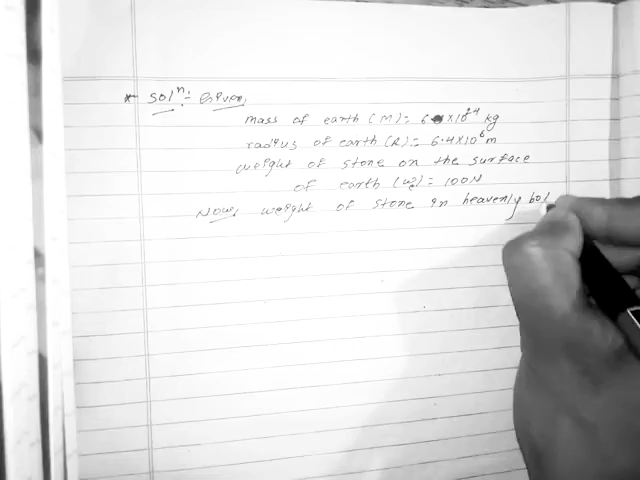 * Solⁿ:- Given,
mass of earth (M) = 6 × 10²⁴ kg
radius of earth (R) = 6.4 × 10⁶ m
weight of stone on the surface
of earth (w) = 100N
Now, weight of stone in heavenly